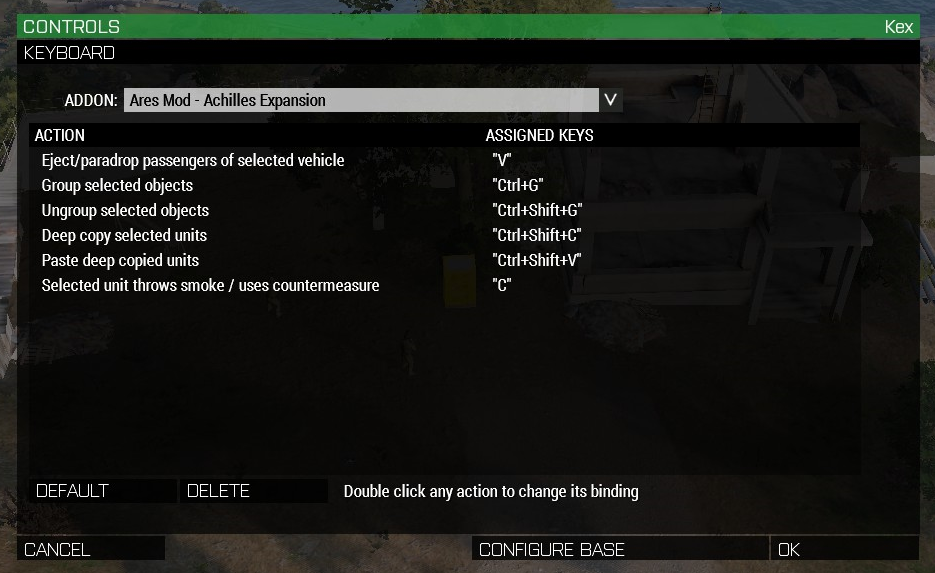 CONTROLS Kex
KEYBOARD
ADDON: Ares Mod - Achilles Expansion V
ACTION ASSIGNED KEYS
Eject/paradrop passengers of selected vehicle "V"
Group selected objects "Ctrl+G"
Ungroup selected objects "Ctrl+Shift+G"
Deep copy selected units "Ctrl+Shift+C"
Paste deep copied units "Ctrl+Shift+V"
Selected unit throws smoke / uses countermeasure "C"
DEFAULT DELETE Double click any action to change its binding
CANCEL CONFIGURE BASE OK